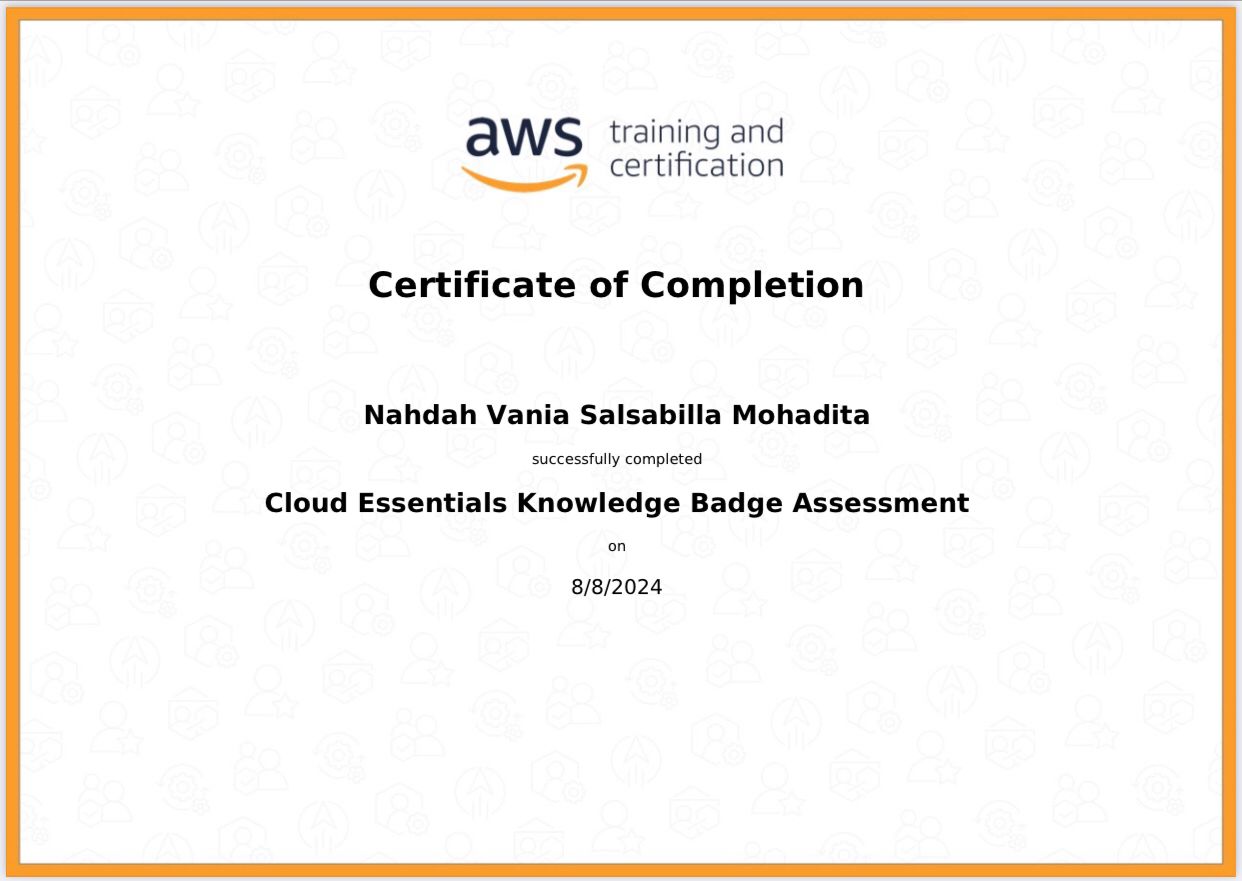 aws training and
certification
Certificate of Completion
Nahdah Vania Salsabilla Mohadita
successfully completed
Cloud Essentials Knowledge Badge Assessment
on
8/8/2024